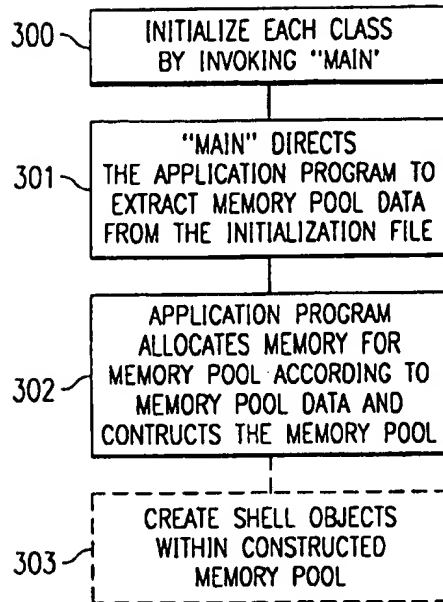 300
INITIALIZE EACH CLASS
BY INVOKING "MAIN'
301
"MAIN" DIRECTS
THE APPLICATION PROGRAM TO
EXTRACT MEMORY POOL DATA
FROM THE INITIALIZATION FILE
302
APPLICATION PROGRAM
ALLOCATES MEMORY FOR
MEMORY POOL ACCORDING TO
MEMORY POOL DATA AND
CONTRUCTS THE MEMORY POOL
303
CREATE SHELL OBJECTS
WITHIN CONSTRUCTED
MEMORY POOL